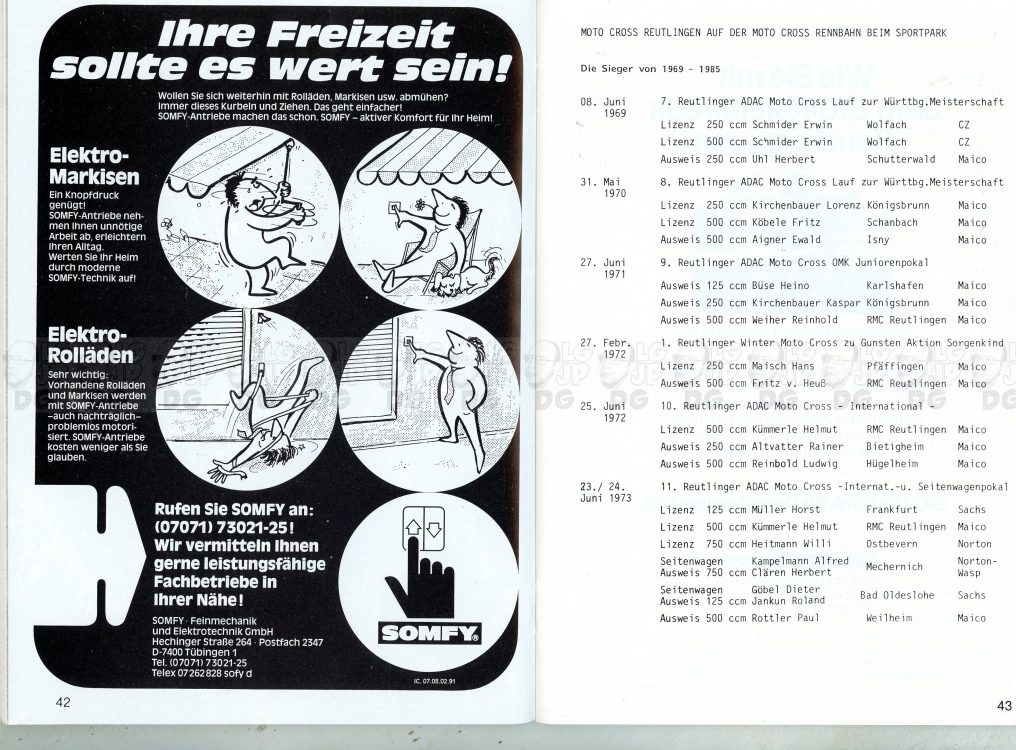 Ihre Freizeit
sollte es wert sein!
Wollen Sie sich weiterhin mit Rolläden, Markisen usw. abmühen?
Immer dieses Kurbeln und Ziehen. Das geht einfacher!
SOMFY-Antriebe machen das schon. SOMFY – aktiver Komfort für Ihr Heim!
Elektro-
Markisen
Ein Knopfdruck
genügt!
SOMFY-Antriebe neh-
men Ihnen unnötige
Arbeit ab, erleichtern
Ihren Alltag.
Werten Sie Ihr Heim
durch moderne
SOMFY-Technik auf!
Elektro-
Rolläden
Sehr wichtig:
Vorhandene Rolläden
und Markisen werden
mit SOMFY-Antriebe
–auch nachträglich–
problemlos motori-
siert. SOMFY-Antriebe
kosten weniger als Sie
glauben.
Rufen Sie SOMFY an:
(07071) 73021-25!
Wir vermitteln Ihnen
gerne leistungsfähige
Fachbetriebe in
Ihrer Nähe!
SOMFY · Feinmechanik
und Elektrotechnik GmbH
Hechinger Straße 264 · Postfach 2347
D-7400 Tübingen 1
Tel. (07071) 73021-25
Telex 07262828 sofy d
SOMFY®
IC. 07.08.02.91
42
MOTO CROSS REUTLINGEN AUF DER MOTO CROSS RENNBAHN BEIM SPORTPARK
Die Sieger von 1969 - 1985
08. Juni 7. Reutlinger ADAC Moto Cross Lauf zur Württbg.Meisterschaft
1969
Lizenz 250 ccm Schmider Erwin Wolfach CZ
Lizenz 500 ccm Schmider Erwin Wolfach CZ
Ausweis 250 ccm Uhl Herbert Schutterwald Maico
31. Mai 8. Reutlinger ADAC Moto Cross Lauf zur Württbg.Meisterschaft
1970
Lizenz 250 ccm Kirchenbauer Lorenz Königsbrunn Maico
Lizenz 500 ccm Köbele Fritz Schanbach Maico
Ausweis 500 ccm Aigner Ewald Isny Maico
27. Juni 9. Reutlinger ADAC Moto Cross OMK Juniorenpokal
1971
Ausweis 125 ccm Büse Heino Karlshafen Maico
Ausweis 250 ccm Kirchenbauer Kaspar Königsbrunn Maico
Ausweis 500 ccm Weiher Reinhold RMC Reutlingen Maico
27. Febr. 1. Reutlinger Winter Moto Cross zu Gunsten Aktion Sorgenkind
1972
Lizenz 250 ccm Maisch Hans Pfäffingen Maico
Ausweis 500 ccm Fritz v. Heuß RMC Reutlingen Maico
25. Juni 10. Reutlinger ADAC Moto Cross - International -
1972
Lizenz 500 ccm Kümmerle Helmut RMC Reutlingen Maico
Ausweis 250 ccm Altvatter Rainer Bietigheim Maico
Ausweis 500 ccm Reinbold Ludwig Hügelheim Maico
23./ 24. 11. Reutlinger ADAC Moto Cross -Internat.-u. Seitenwagenpokal
Juni 1973
Lizenz 125 ccm Müller Horst Frankfurt Sachs
Lizenz 500 ccm Kümmerle Helmut RMC Reutlingen Maico
Lizenz 750 ccm Heitmann Willi Ostbevern Norton
Seitenwagen Kampelmann Alfred Mechernich Norton-
Ausweis 750 ccm Clären Herbert Wasp
Seitenwagen Göbel Dieter Bad Oldeslohe Sachs
Ausweis 125 ccm Jankun Roland
Ausweis 500 ccm Rottler Paul Weilheim Maico
43